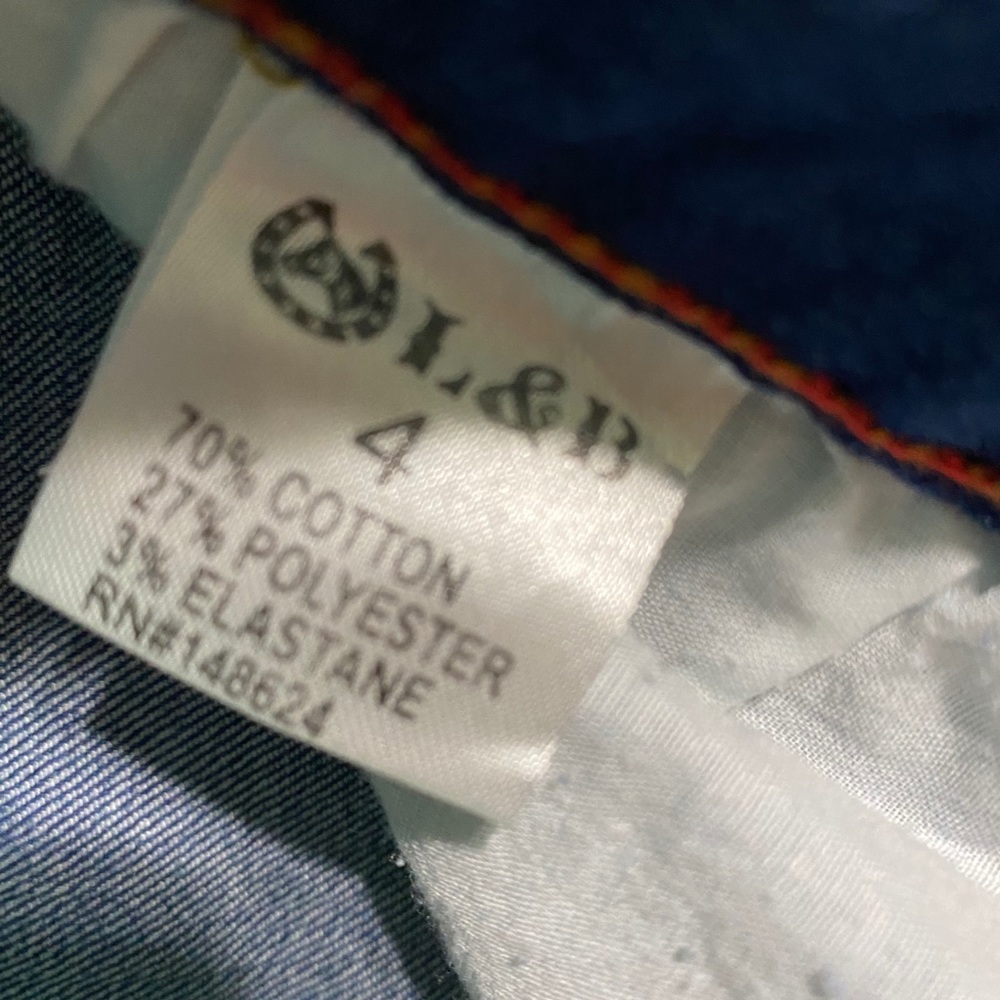 L&B
4
70% COTTON
27% POLYESTER
3% ELASTANE
RN#148624